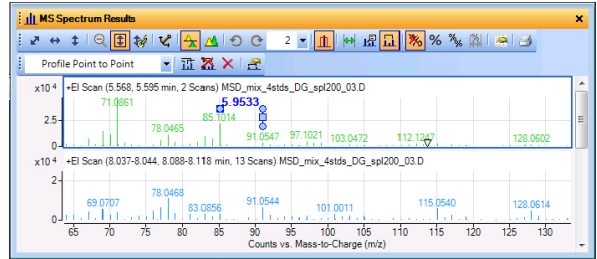 MS Spectrum Results
2
% % %
Profile Point to Point
x10 4 +EI Scan (5.568, 5.595 min, 2 Scans) MSD_mix_4stds_DG_spl200_03.D
71.0861
5.9533
2.5
85.1014
78.0465
91.0547 97.1021 103.0472 112.1247 128.0602
0
x10 4 +EI Scan (8.037-8.044, 8.088-8.118 min, 13 Scans) MSD_mix_4stds_DG_spl200_03.D
2
78.0468
69.0707 83.0856 91.0544 101.0011 115.0540 128.0614
0
65 70 75 80 85 90 95 100 105 110 115 120 125 130
Counts vs. Mass-to-Charge (m/z)